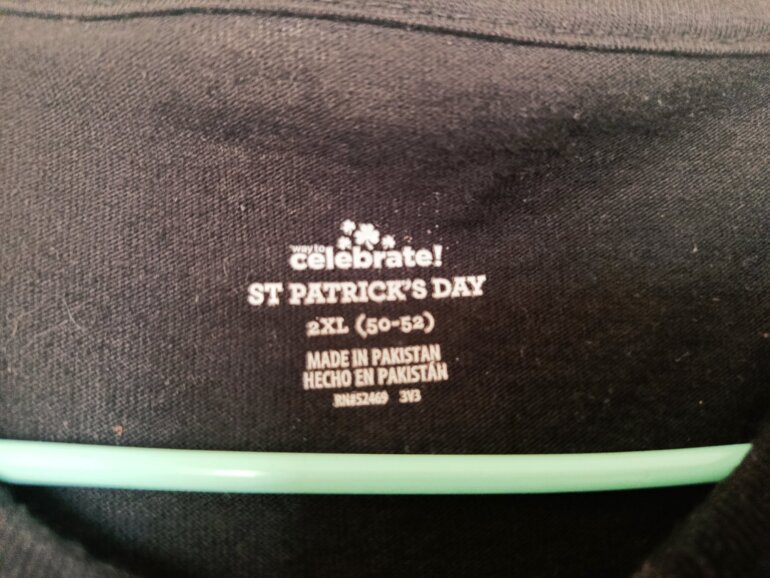 way to
celebrate!
ST PATRICK'S DAY
2XL (50-52)
MADE IN PAKISTAN
HECHO EN PAKISTÁN
RN#52469 3V3